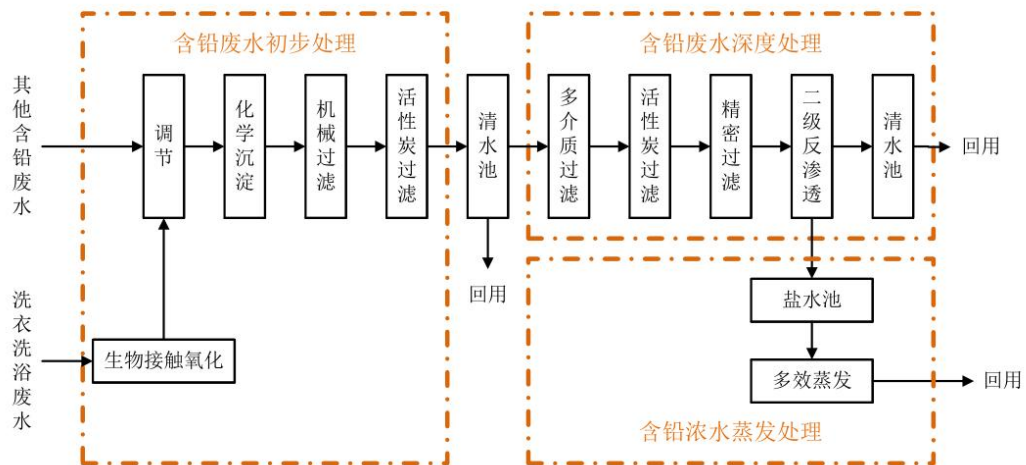 含铅废水初步处理
含铅废水深度处理
其他含铅废水
调节
化学沉淀
机械过滤
活性炭过滤
清水池
多介质过滤
活性炭过滤
精密过滤
二级反渗透
清水池
回用
回用
洗衣洗浴废水
生物接触氧化
盐水池
多效蒸发
回用
含铅浓水蒸发处理